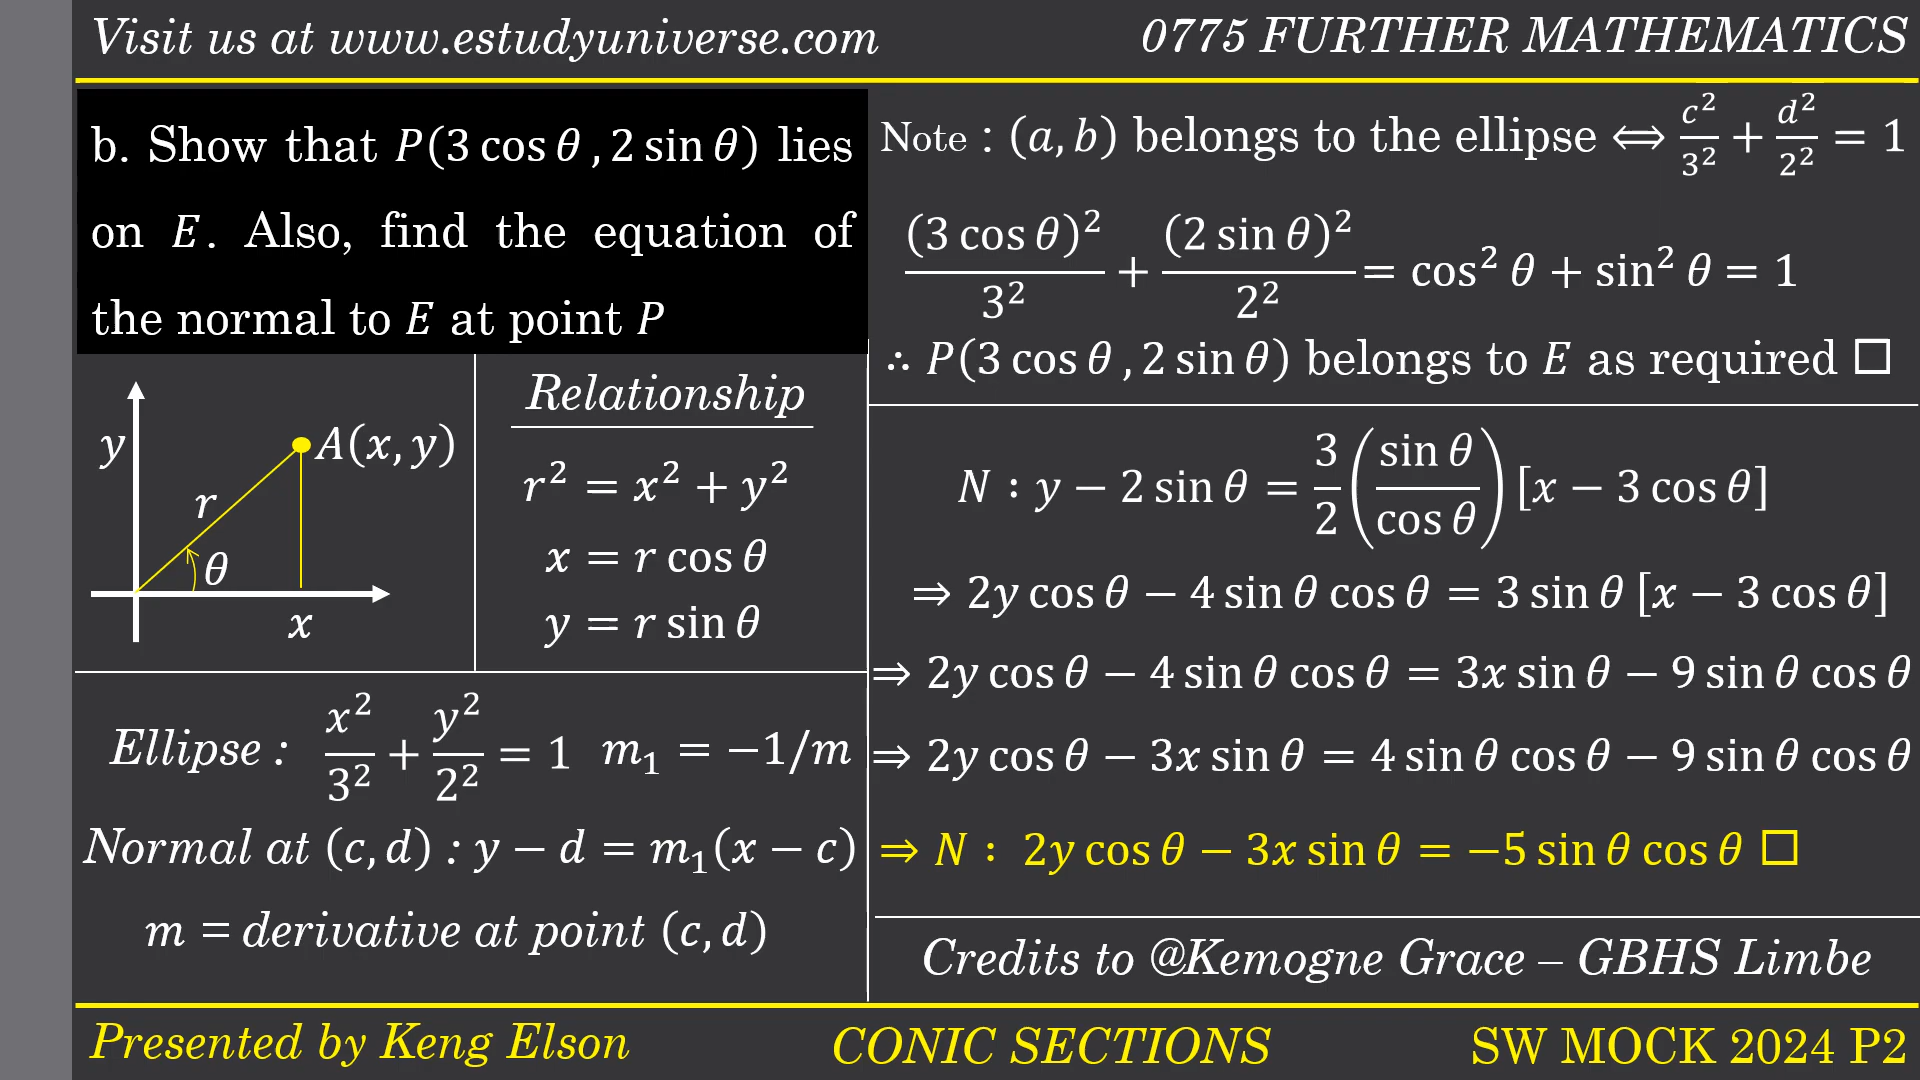 Visit us at www.estudyuniverse.com
0775 FURTHER MATHEMATICS
b. Show that P(3 cos θ , 2 sin θ) lies
on E. Also, find the equation of
the normal to E at point P
y
A(x, y)
r
θ
x
Relationship
r² = x² + y²
x = r cos θ
y = r sin θ
Ellipse : x²/3² + y²/2² = 1 m₁ = −1/m
Normal at (c, d) : y − d = m₁(x − c)
m = derivative at point (c, d)
Note : (a, b) belongs to the ellipse ⟺ c²/3² + d²/2² = 1
(3 cos θ)²/3² + (2 sin θ)²/2² = cos² θ + sin² θ = 1
∴ P(3 cos θ , 2 sin θ) belongs to E as required □
N : y − 2 sin θ = 3/2 (sin θ/cos θ) [x − 3 cos θ]
⇒ 2y cos θ − 4 sin θ cos θ = 3 sin θ [x − 3 cos θ]
⇒ 2y cos θ − 4 sin θ cos θ = 3x sin θ − 9 sin θ cos θ
⇒ 2y cos θ − 3x sin θ = 4 sin θ cos θ − 9 sin θ cos θ
⇒ N : 2y cos θ − 3x sin θ = −5 sin θ cos θ □
Credits to @Kemogne Grace – GBHS Limbe
Presented by Keng Elson
CONIC SECTIONS
SW MOCK 2024 P2